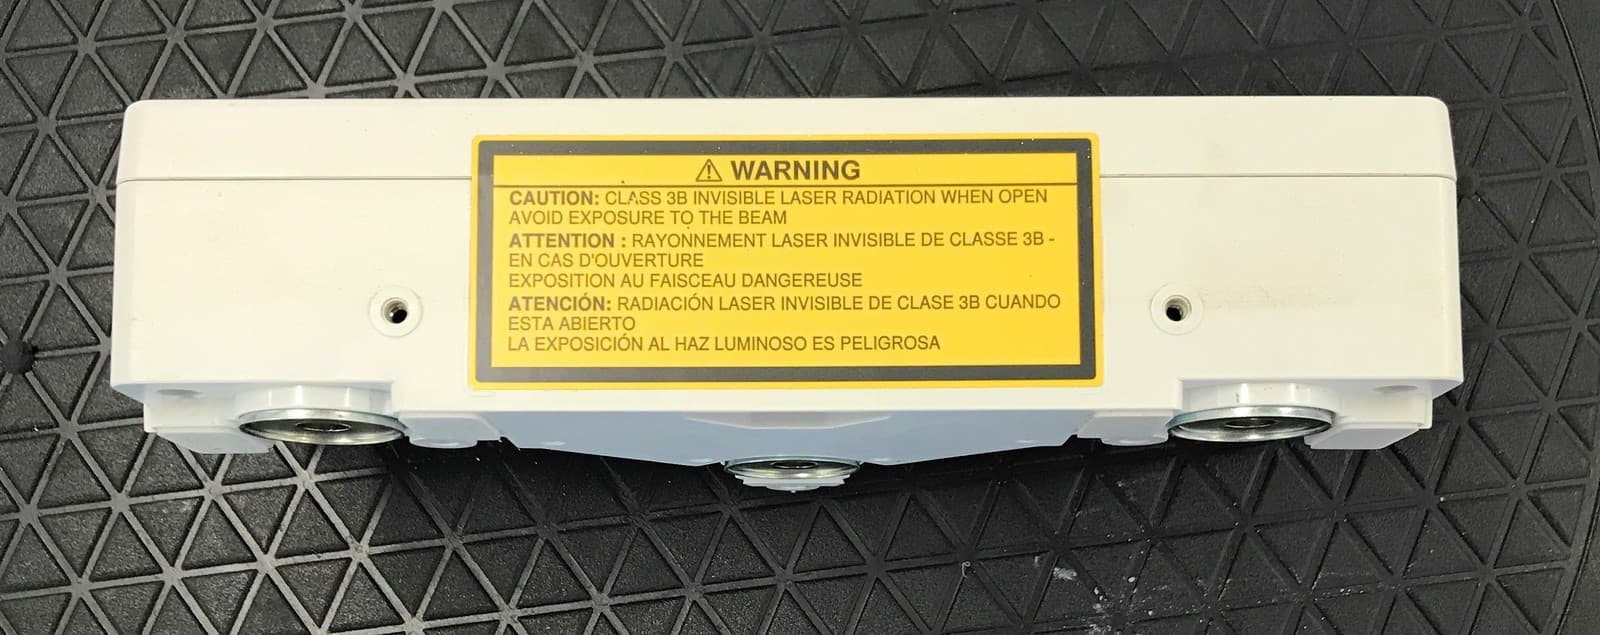 ⚠ WARNING
CAUTION: CLASS 3B INVISIBLE LASER RADIATION WHEN OPEN
AVOID EXPOSURE TO THE BEAM
ATTENTION : RAYONNEMENT LASER INVISIBLE DE CLASSE 3B -
EN CAS D'OUVERTURE
EXPOSITION AU FAISCEAU DANGEREUSE
ATENCIÓN: RADIACIÓN LASER INVISIBLE DE CLASE 3B CUANDO
ESTA ABIERTO
LA EXPOSICIÓN AL HAZ LUMINOSO ES PELIGROSA